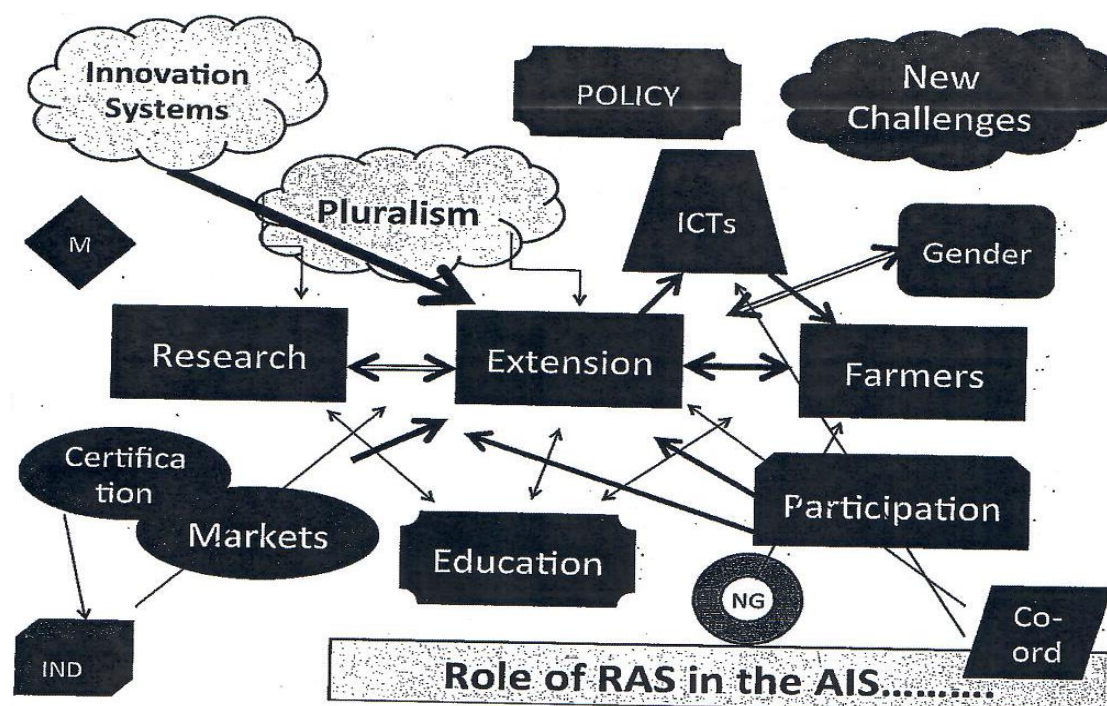 Innovation
Systems
POLICY
New
Challenges
Pluralism
ICTs
M
Gender
Research
Extension
Farmers
Certifica
tion
Markets
Participation
Education
NG
Co-
ord
IND
Role of RAS in the AIS..........